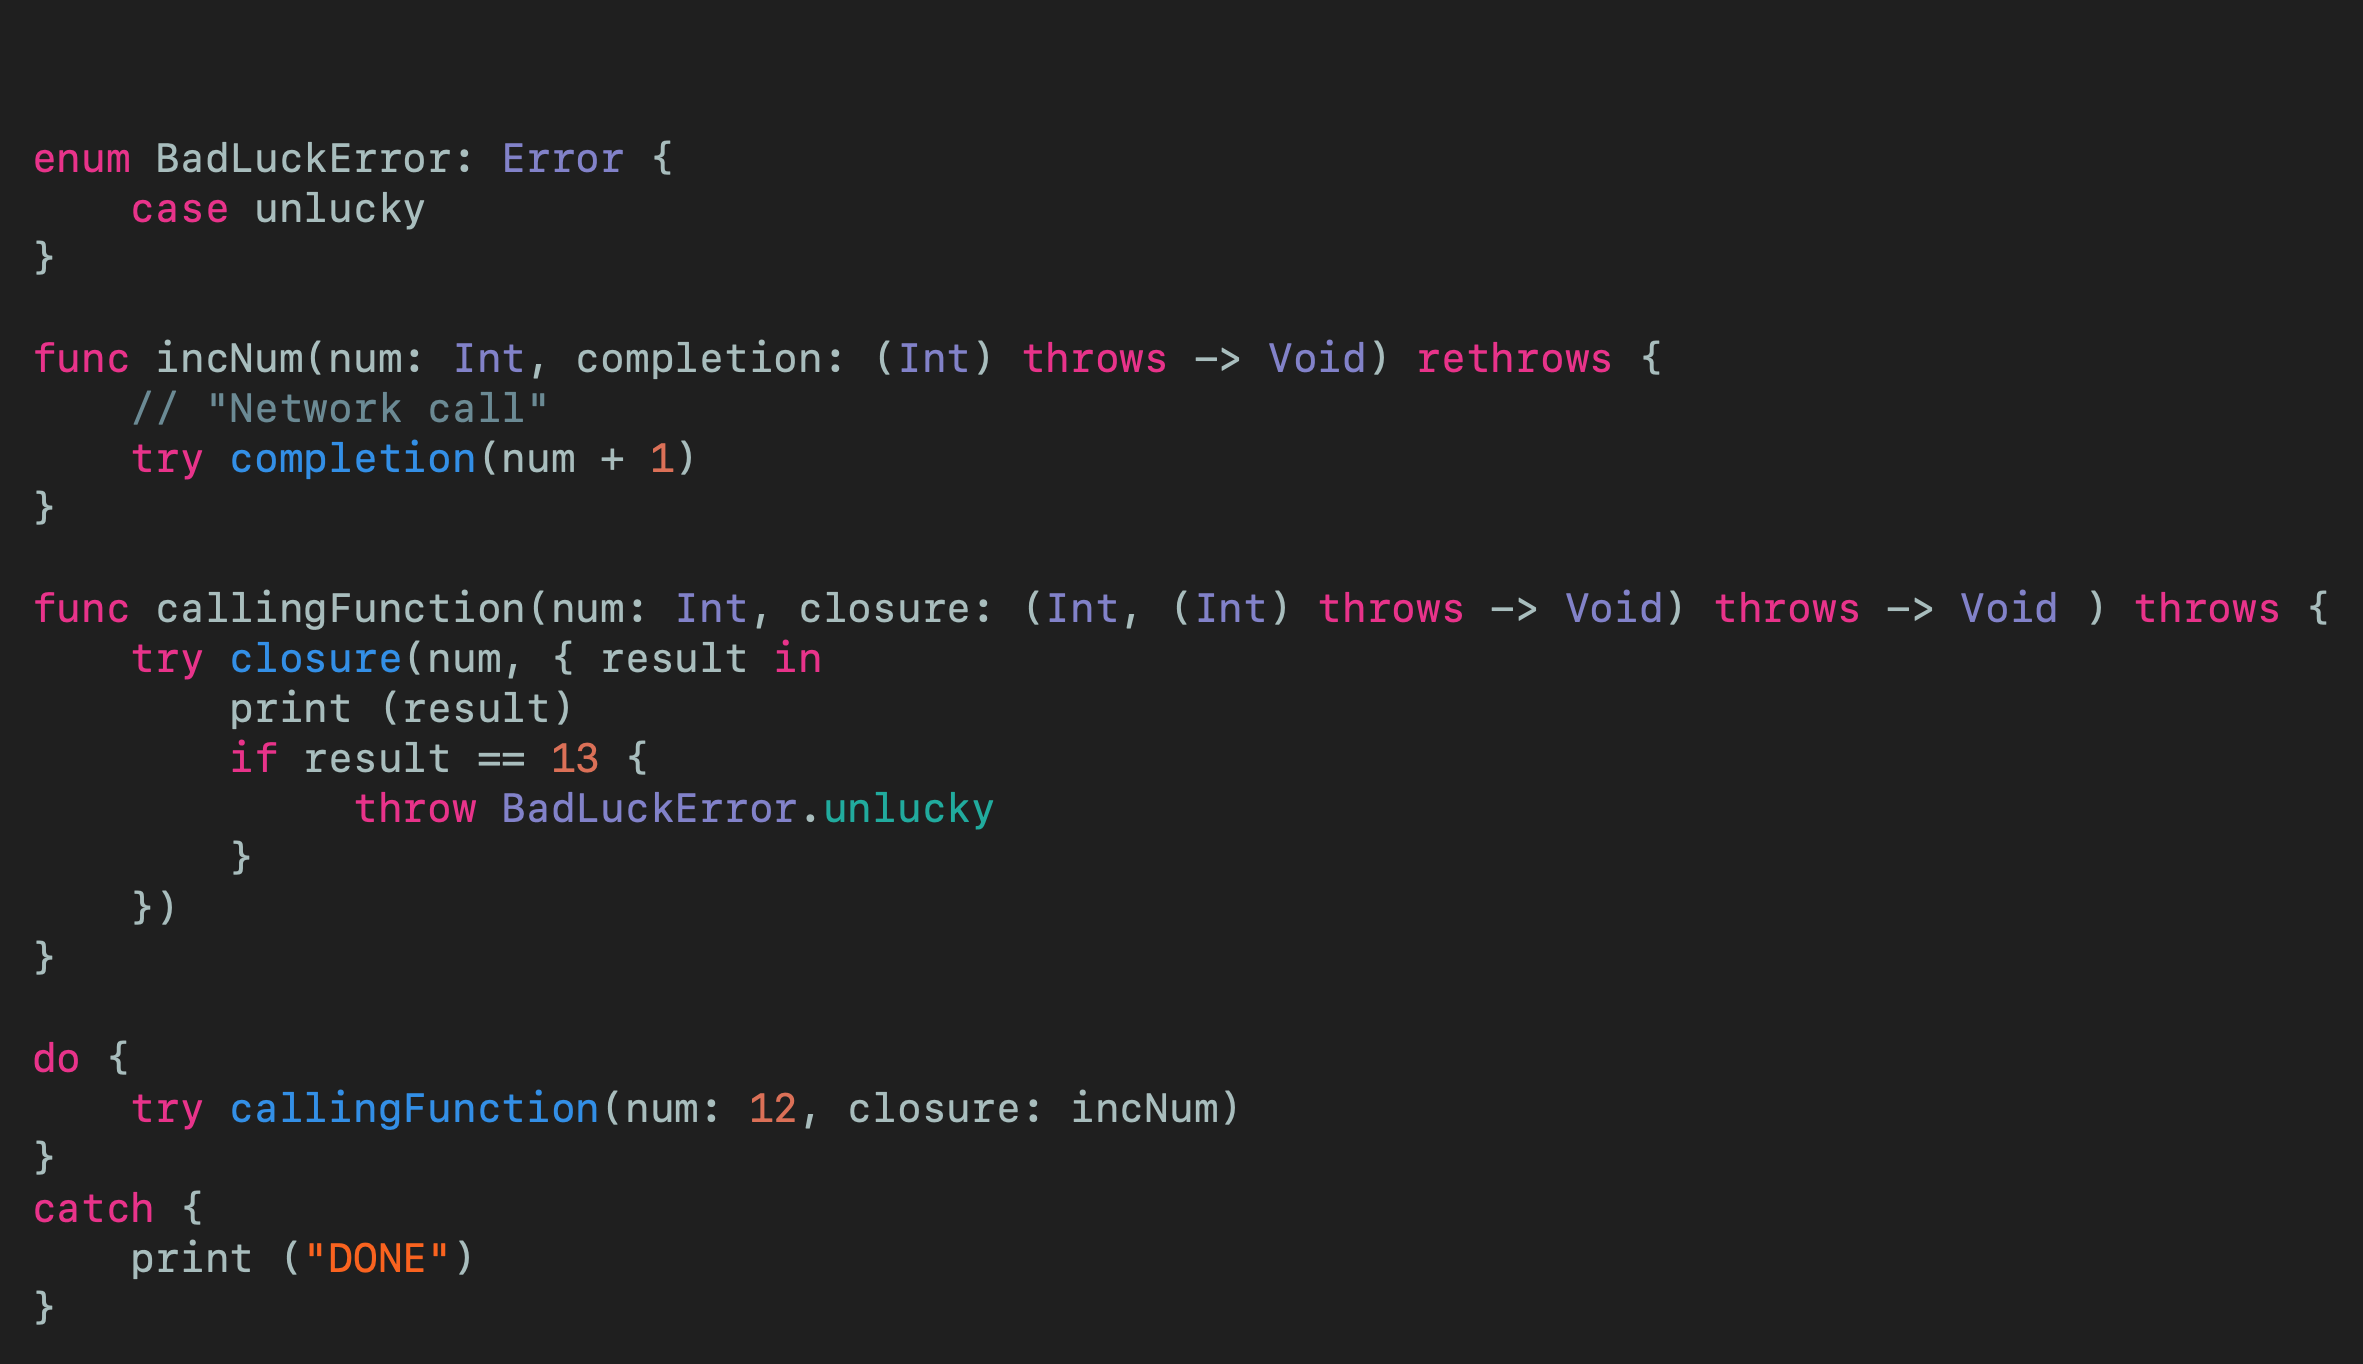 enum BadLuckError: Error {
    case unlucky
}

func incNum(num: Int, completion: (Int) throws -> Void) rethrows {
    // "Network call"
    try completion(num + 1)
}

func callingFunction(num: Int, closure: (Int, (Int) throws -> Void) throws -> Void ) throws {
    try closure(num, { result in
        print (result)
        if result == 13 {
             throw BadLuckError.unlucky
        }
    })
}

do {
    try callingFunction(num: 12, closure: incNum)
}
catch {
    print ("DONE")
}